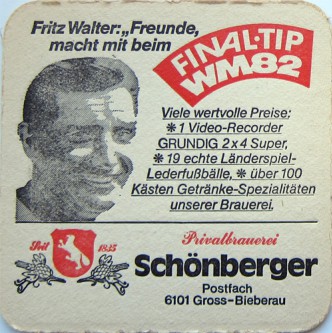 Fritz Walter: „Freunde,
macht mit beim
FINAL-TIP
WM82
Viele wertvolle Preise:
✱ 1 Video-Recorder
GRUNDIG 2x4 Super,
✱ 19 echte Länderspiel-
Lederfußbälle, ✱ über 100
Kästen Getränke-Spezialitäten
unserer Brauerei.
Seit 1835
Privatbrauerei
Schönberger
Postfach
6101 Gross-Bieberau